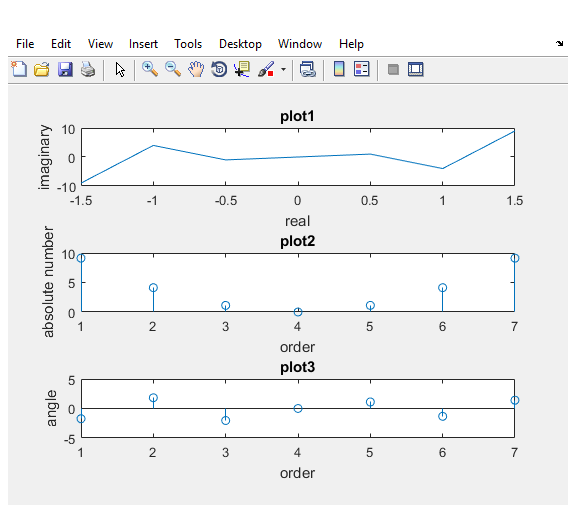 File Edit View Insert Tools Desktop Window Help
plot1
imaginary
10
0
-10
-1.5 -1 -0.5 0 0.5 1 1.5
real
plot2
absolute number
10
5
0
1 2 3 4 5 6 7
order
plot3
angle
5
0
-5
1 2 3 4 5 6 7
order